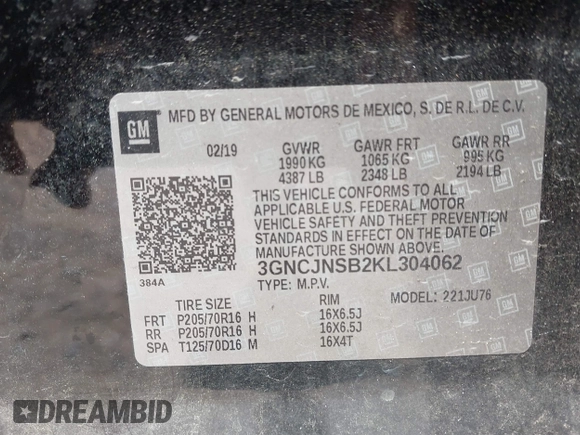 GM
MFD BY GENERAL MOTORS DE MEXICO, S. DE R.L. DE C.V.
02/19 GVWR GAWR FRT GAWR RR
1990 KG 1065 KG 995 KG
4387 LB 2348 LB 2194 LB
THIS VEHICLE CONFORMS TO ALL
APPLICABLE U.S. FEDERAL MOTOR
VEHICLE SAFETY AND THEFT PREVENTION
STANDARDS IN EFFECT ON THE DATE OF
MANUFACTURE SHOWN ABOVE.
3GNCJNSB2KL304062
384A
TYPE: M.P.V. MODEL: 221JU76
TIRE SIZE RIM
FRT P205/70R16 H 16X6.5J
RR P205/70R16 H 16X6.5J
SPA T125/70D16 M 16X4T
DREAMBID